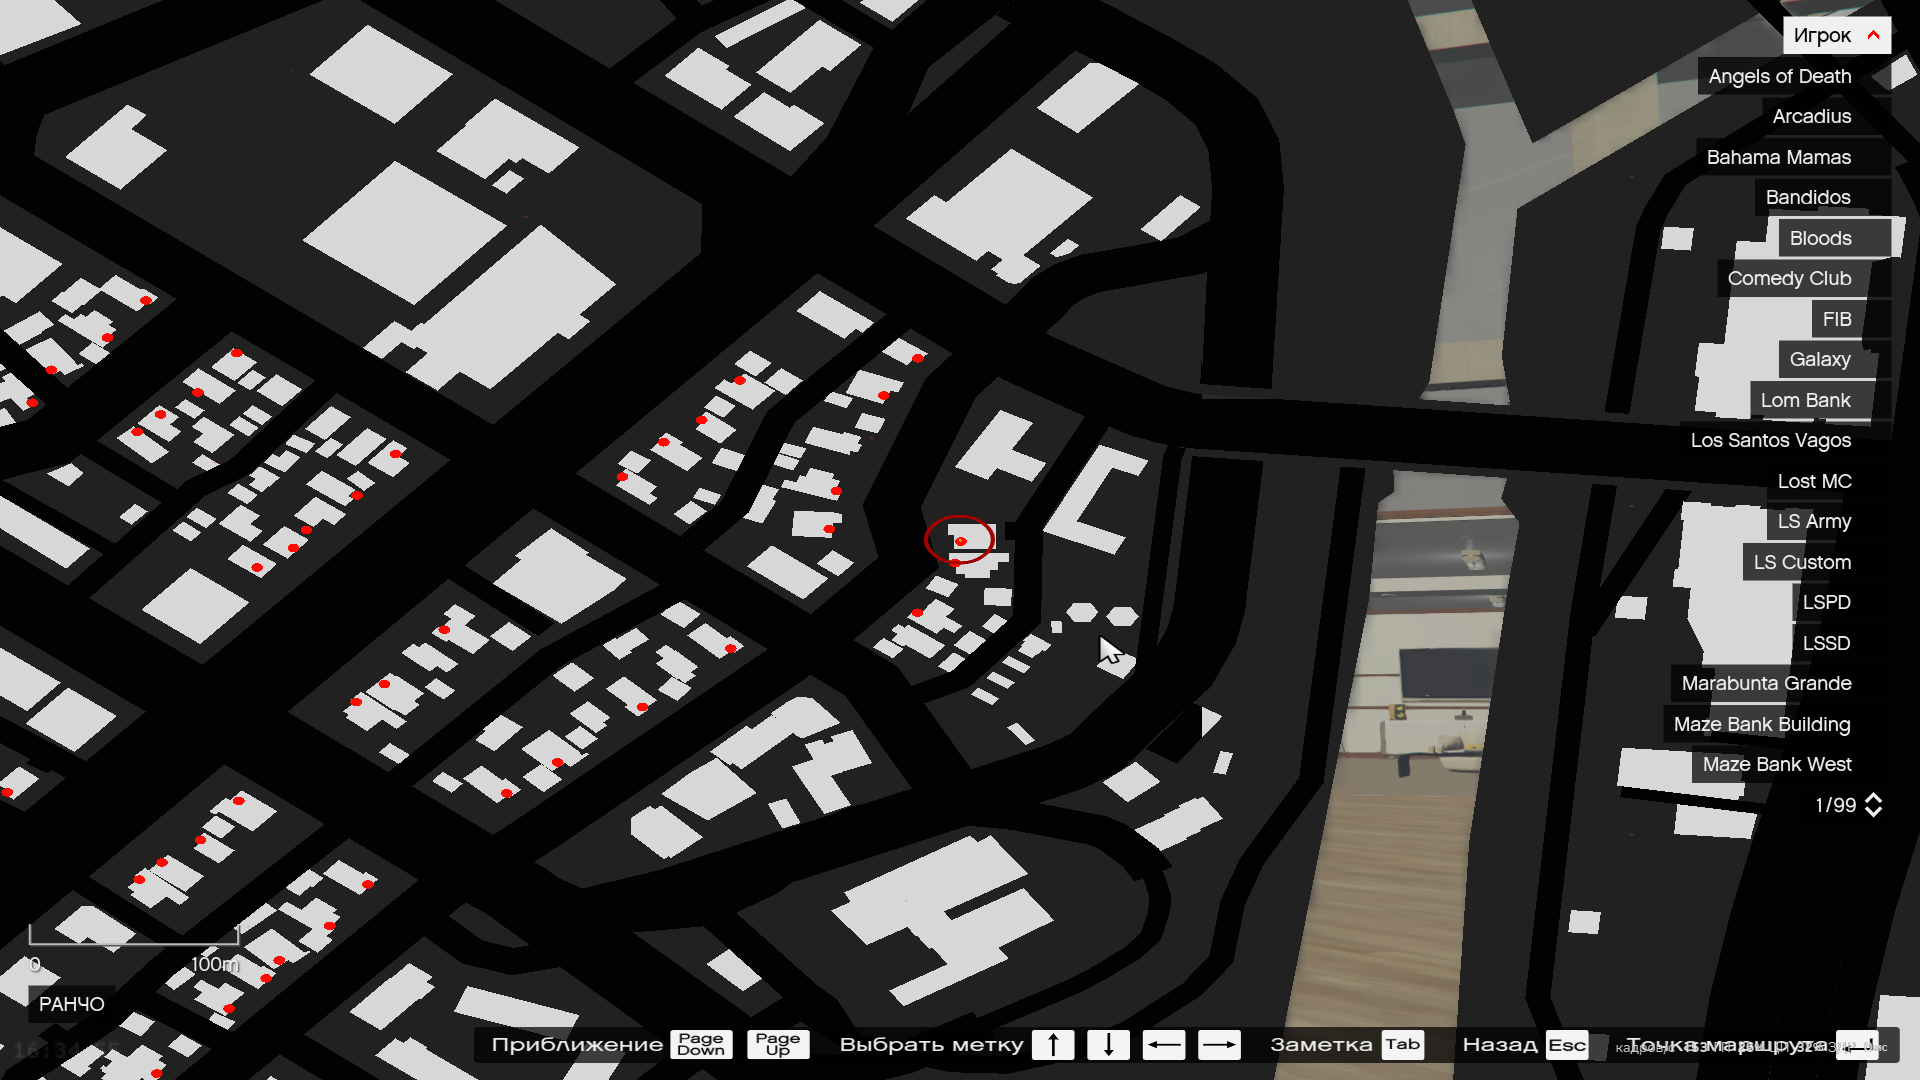 Игрок
Angels of Death
Arcadius
Bahama Mamas
Bandidos
Bloods
Comedy Club
FIB
Galaxy
Lom Bank
Los Santos Vagos
Lost MC
LS Army
LS Custom
LSPD
LSSD
Marabunta Grande
Maze Bank Building
Maze Bank West
1/99
0 100m
РАНЧО
Приближение Page Down Page Up Выбрать метку Заметка Tab Назад Esc Точка маршрута